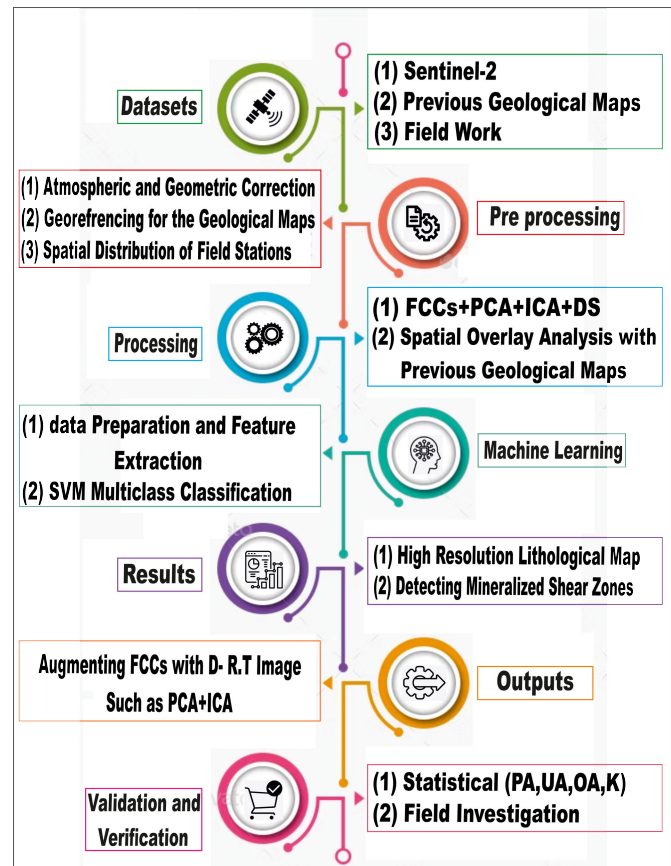 Datasets
(1) Sentinel-2
(2) Previous Geological Maps
(3) Field Work
(1) Atmospheric and Geometric Correction
(2) Georefrencing for the Geological Maps
(3) Spatial Distribution of Field Stations
Pre processing
Processing
(1) FCCs+PCA+ICA+DS
(2) Spatial Overlay Analysis with
Previous Geological Maps
(1) data Preparation and Feature
Extraction
(2) SVM Multiclass Classification
Machine Learning
Results
(1) High Resolution Lithological Map
(2) Detecting Mineralized Shear Zones
Augmenting FCCs with D- R.T Image
Such as PCA+ICA
Outputs
Validation and
Verification
(1) Statistical (PA,UA,OA,K)
(2) Field Investigation